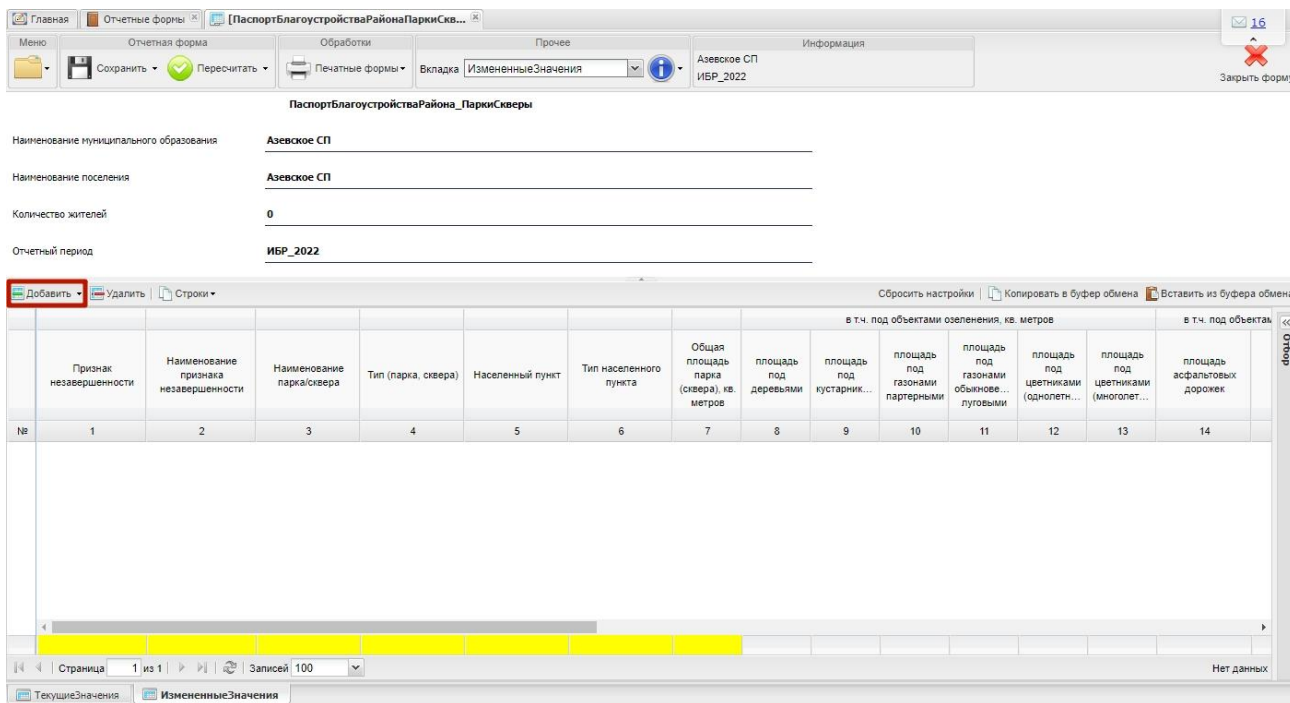 Главная Отчетные формы [ПаспортБлагоустройстваРайонаПаркиСкв...
16
Меню Отчетная форма Обработки Прочее Информация
Сохранить Пересчитать Печатные формы Вкладка ИзмененныеЗначения
Азевское СП
ИБР_2022
Закрыть форму
ПаспортБлагоустройстваРайона_ПаркиСкверы
Наименование муниципального образования Азевское СП
Наименование поселения Азевское СП
Количество жителей 0
Отчетный период ИБР_2022
Добавить Удалить Строки Сбросить настройки Копировать в буфер обмена Вставить из буфера обмена
в т.ч. под объектами озеленения, кв. метров в т.ч. под объектам
Признак незавершенности
Наименование признака незавершенности
Наименование парка/сквера
Тип (парка, сквера)
Населенный пункт
Тип населенного пункта
Общая площадь парка (сквера), кв. метров
площадь под деревьями
площадь под кустарник...
площадь под газонами партерными
площадь под газонами обыкнове... луговыми
площадь под цветниками (однолетн...
площадь под цветниками (многолет...
площадь асфальтовых дорожек
« Отбор
№ 1 2 3 4 5 6 7 8 9 10 11 12 13 14
Страница 1 из 1 Записей 100 Нет данных
ТекущиеЗначения ИзмененныеЗначения